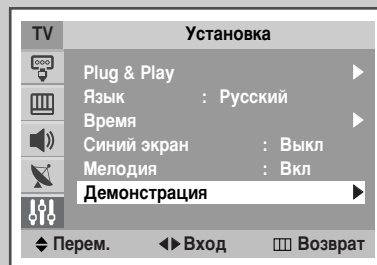 TV Установка
Plug & Play
Язык : Русский
Время
Синий экран : Выкл
Мелодия : Вкл
Демонстрация
Перем. Вход Возврат